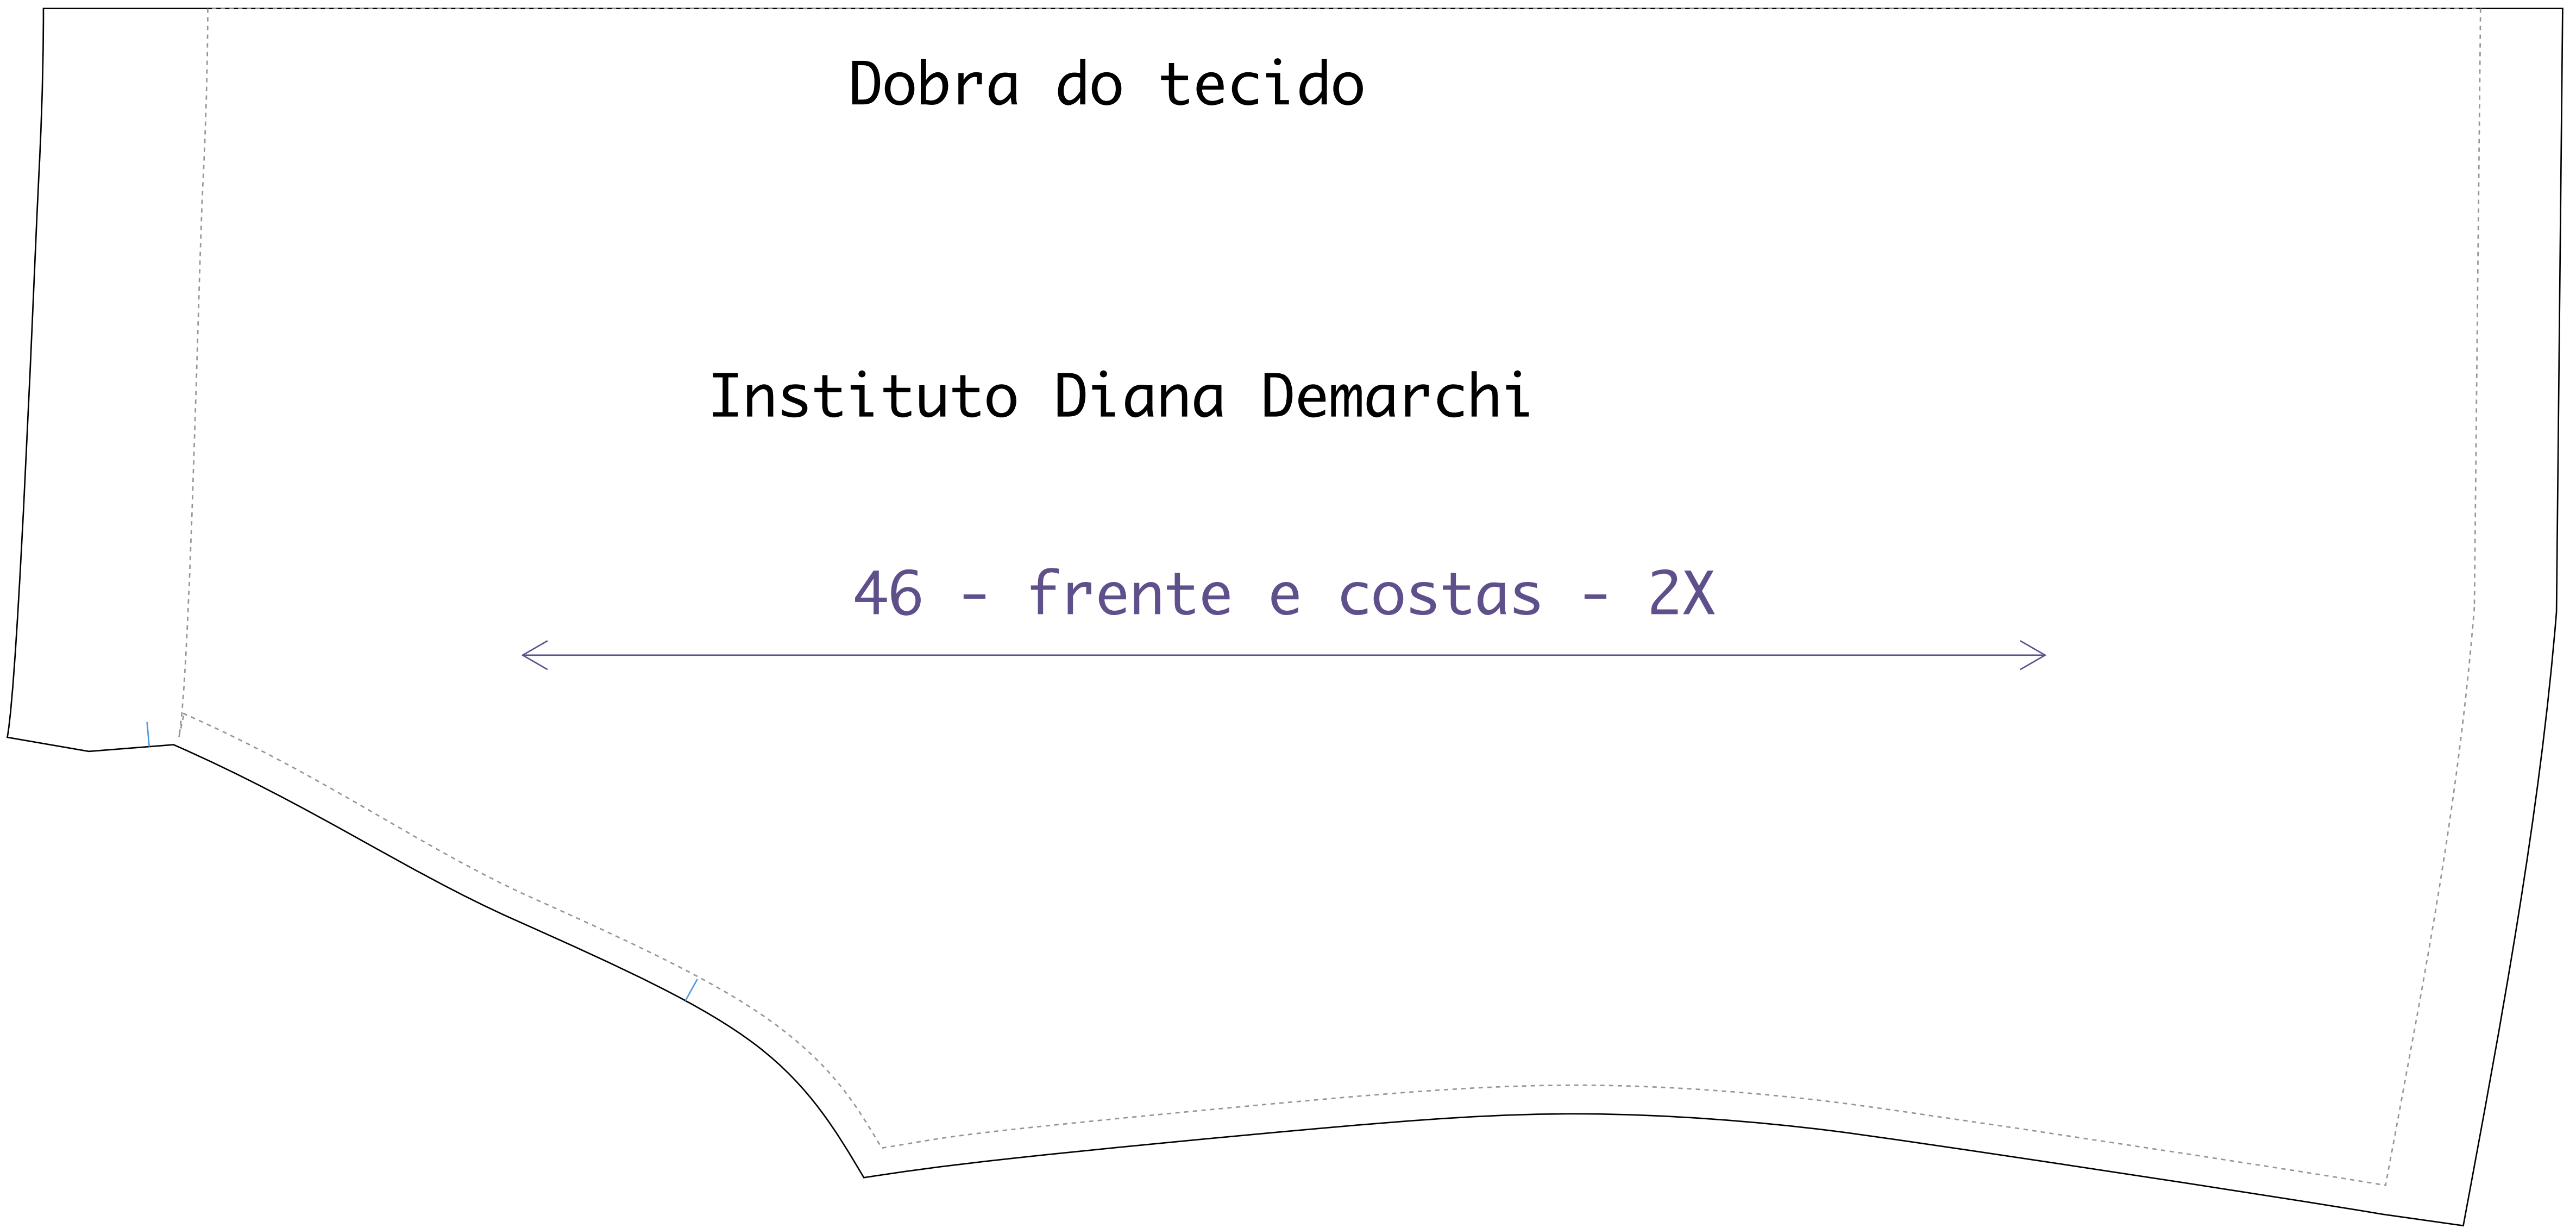 Dobra do tecido
Instituto Diana Demarchi
46 - frente e costas - 2X